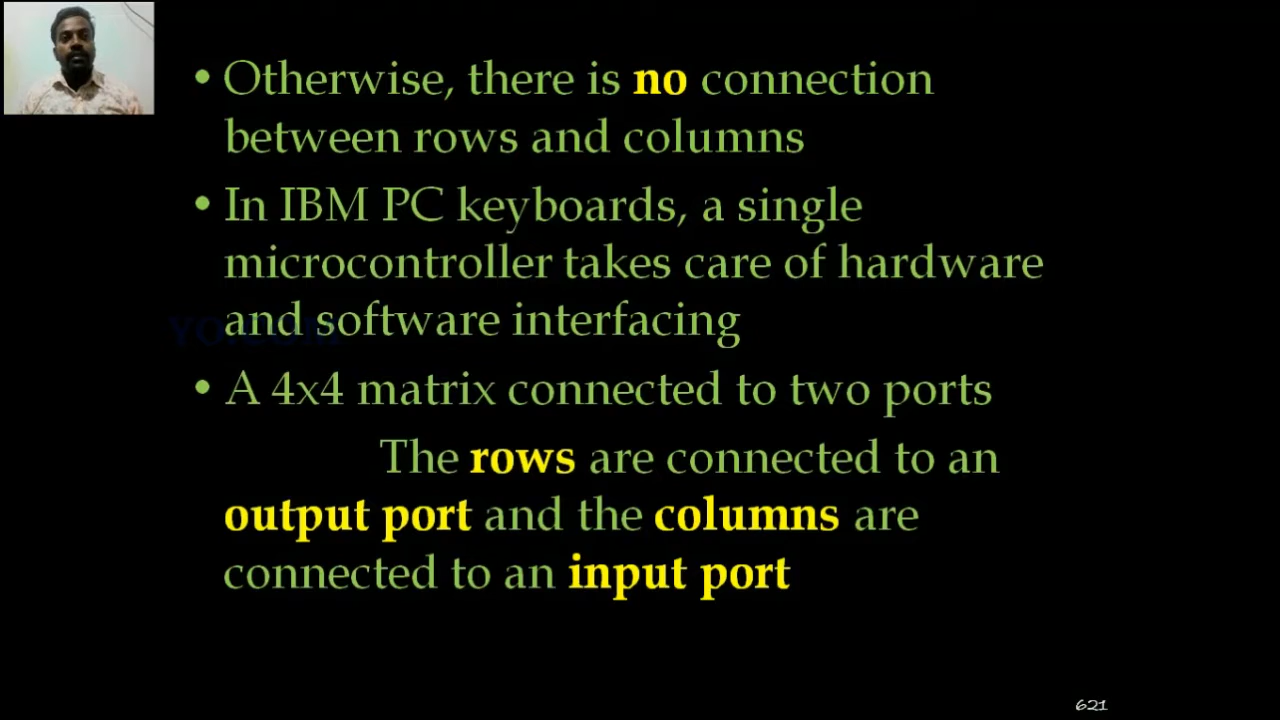 • Otherwise, there is no connection
between rows and columns
• In IBM PC keyboards, a single
microcontroller takes care of hardware
and software interfacing
• A 4x4 matrix connected to two ports
The rows are connected to an
output port and the columns are
connected to an input port
621